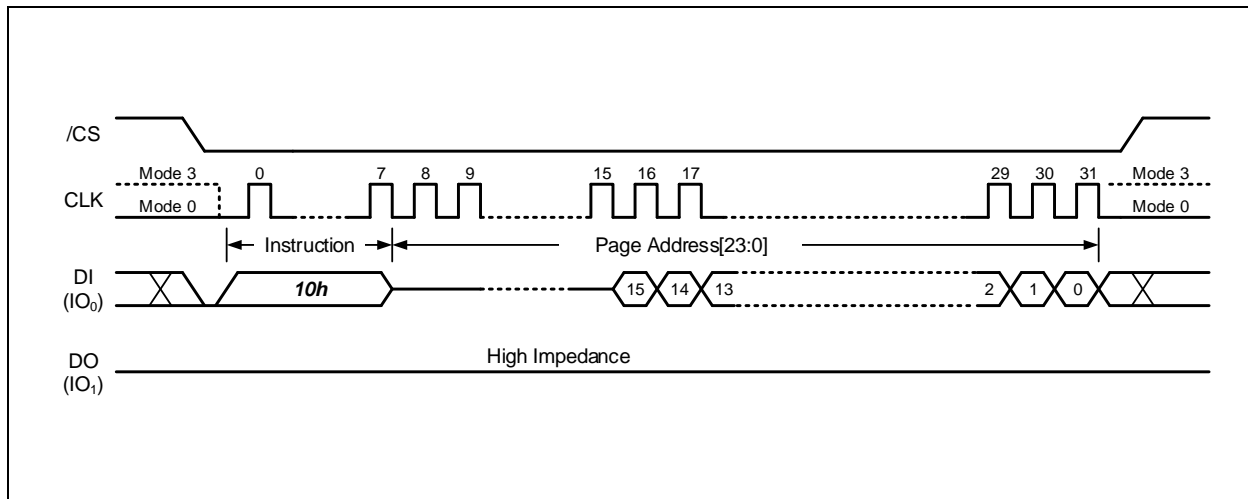 /CS
Mode 3 0 7 8 9 15 16 17 29 30 31 Mode 3
CLK
Mode 0 Mode 0
Instruction Page Address[23:0]
DI
(IO₀)
10h 15 14 13 2 1 0
High Impedance
DO
(IO₁)